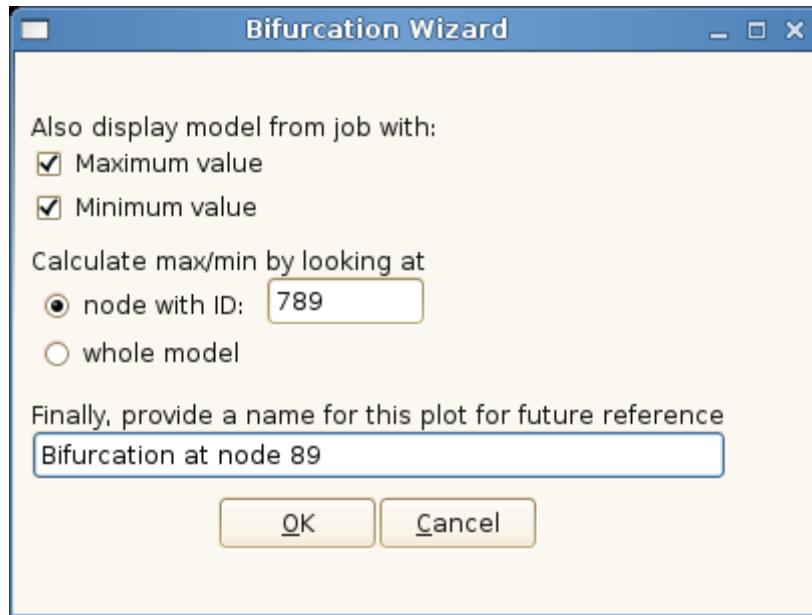 Bifurcation Wizard
Also display model from job with:
Maximum value
Minimum value
Calculate max/min by looking at
node with ID: 789
whole model
Finally, provide a name for this plot for future reference
Bifurcation at node 89
OK Cancel